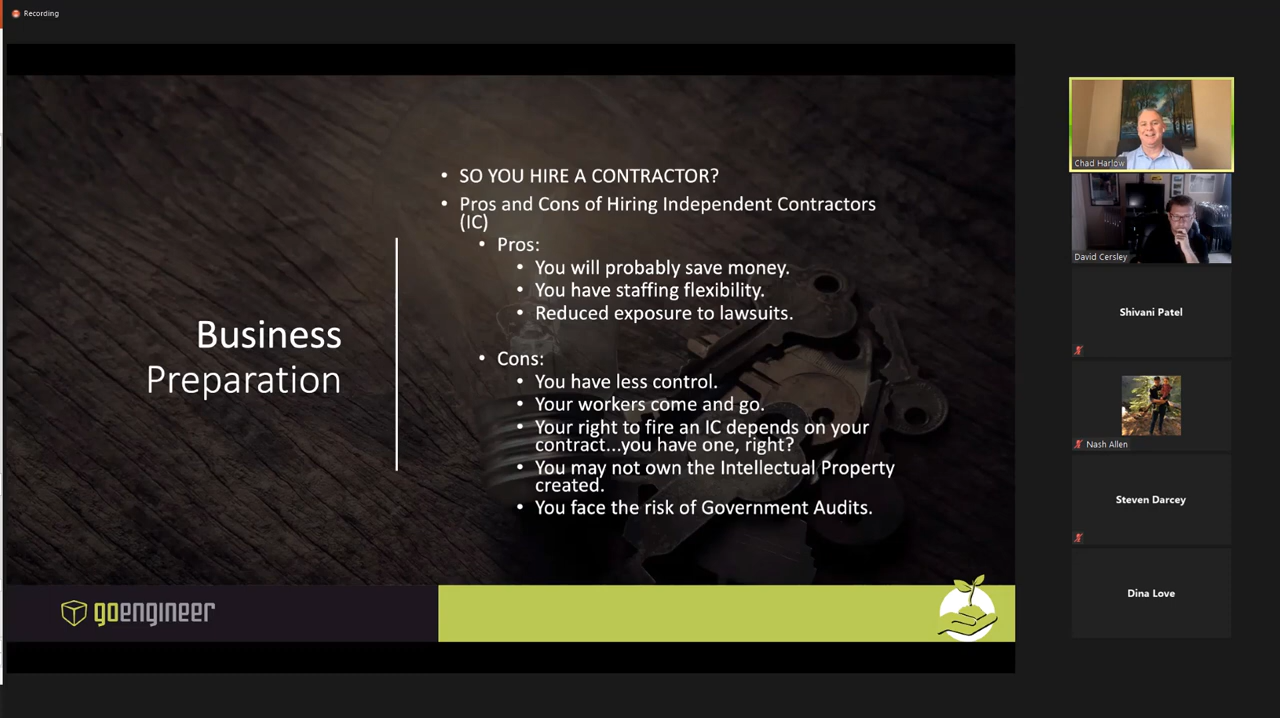 Recording
SO YOU HIRE A CONTRACTOR?
Pros and Cons of Hiring Independent Contractors
(IC)
Pros:
You will probably save money.
You have staffing flexibility.
Reduced exposure to lawsuits.
Cons:
You have less control.
Your workers come and go.
Your right to fire an IC depends on your
contract...you have one, right?
You may not own the Intellectual Property
created.
You face the risk of Government Audits.
Business
Preparation
goengineer
Chad Harlow
David Cersley
Shivani Patel
Nash Allen
Steven Darcey
Dina Love